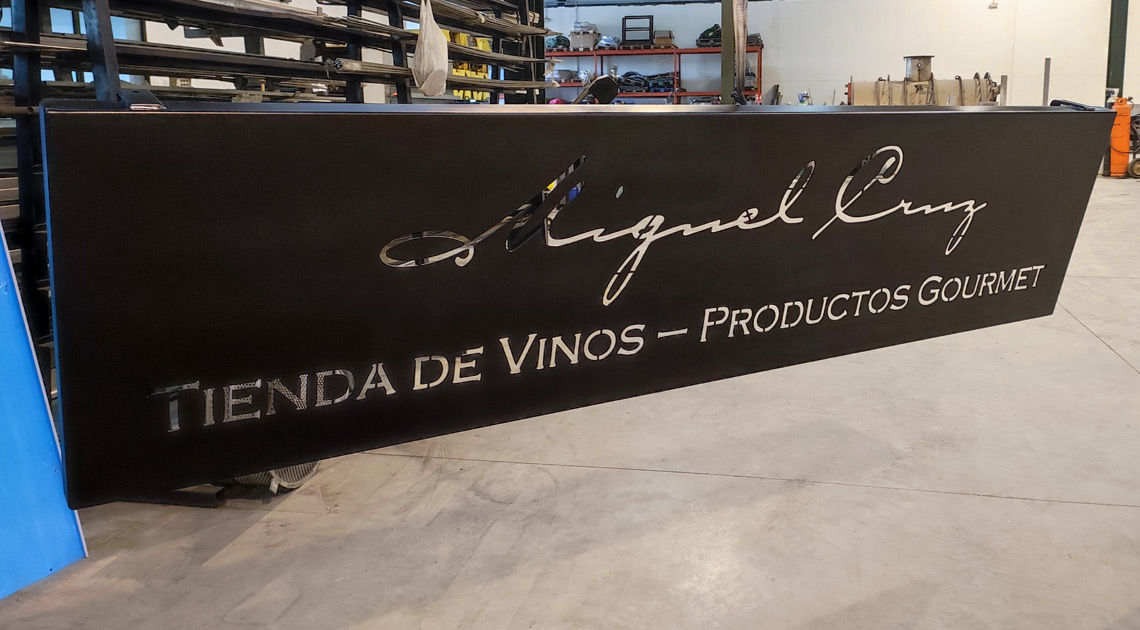 Miguel Cruz
TIENDA DE VINOS – PRODUCTOS GOURMET